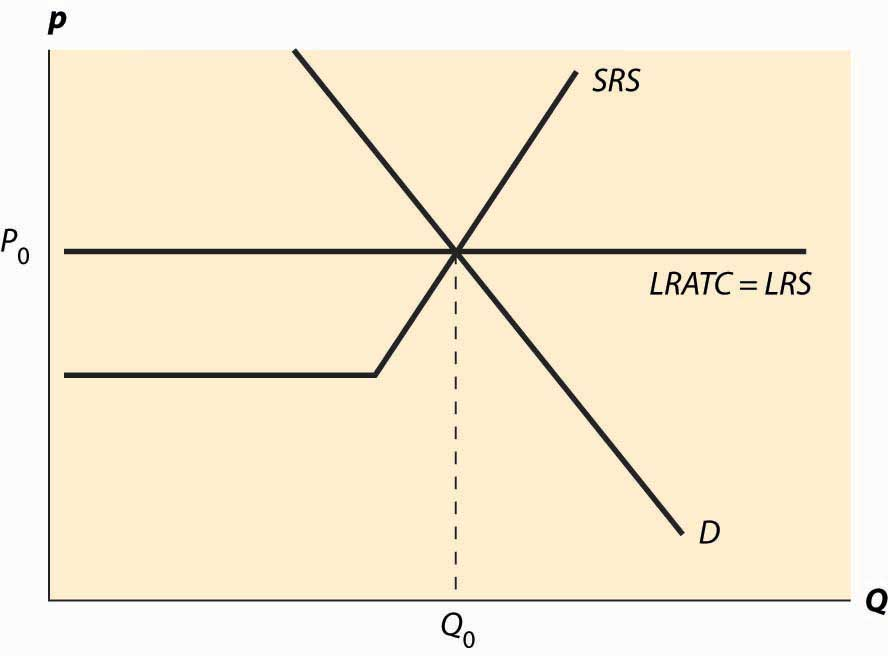 p
SRS
P0
LRATC = LRS
D
Q
Q0